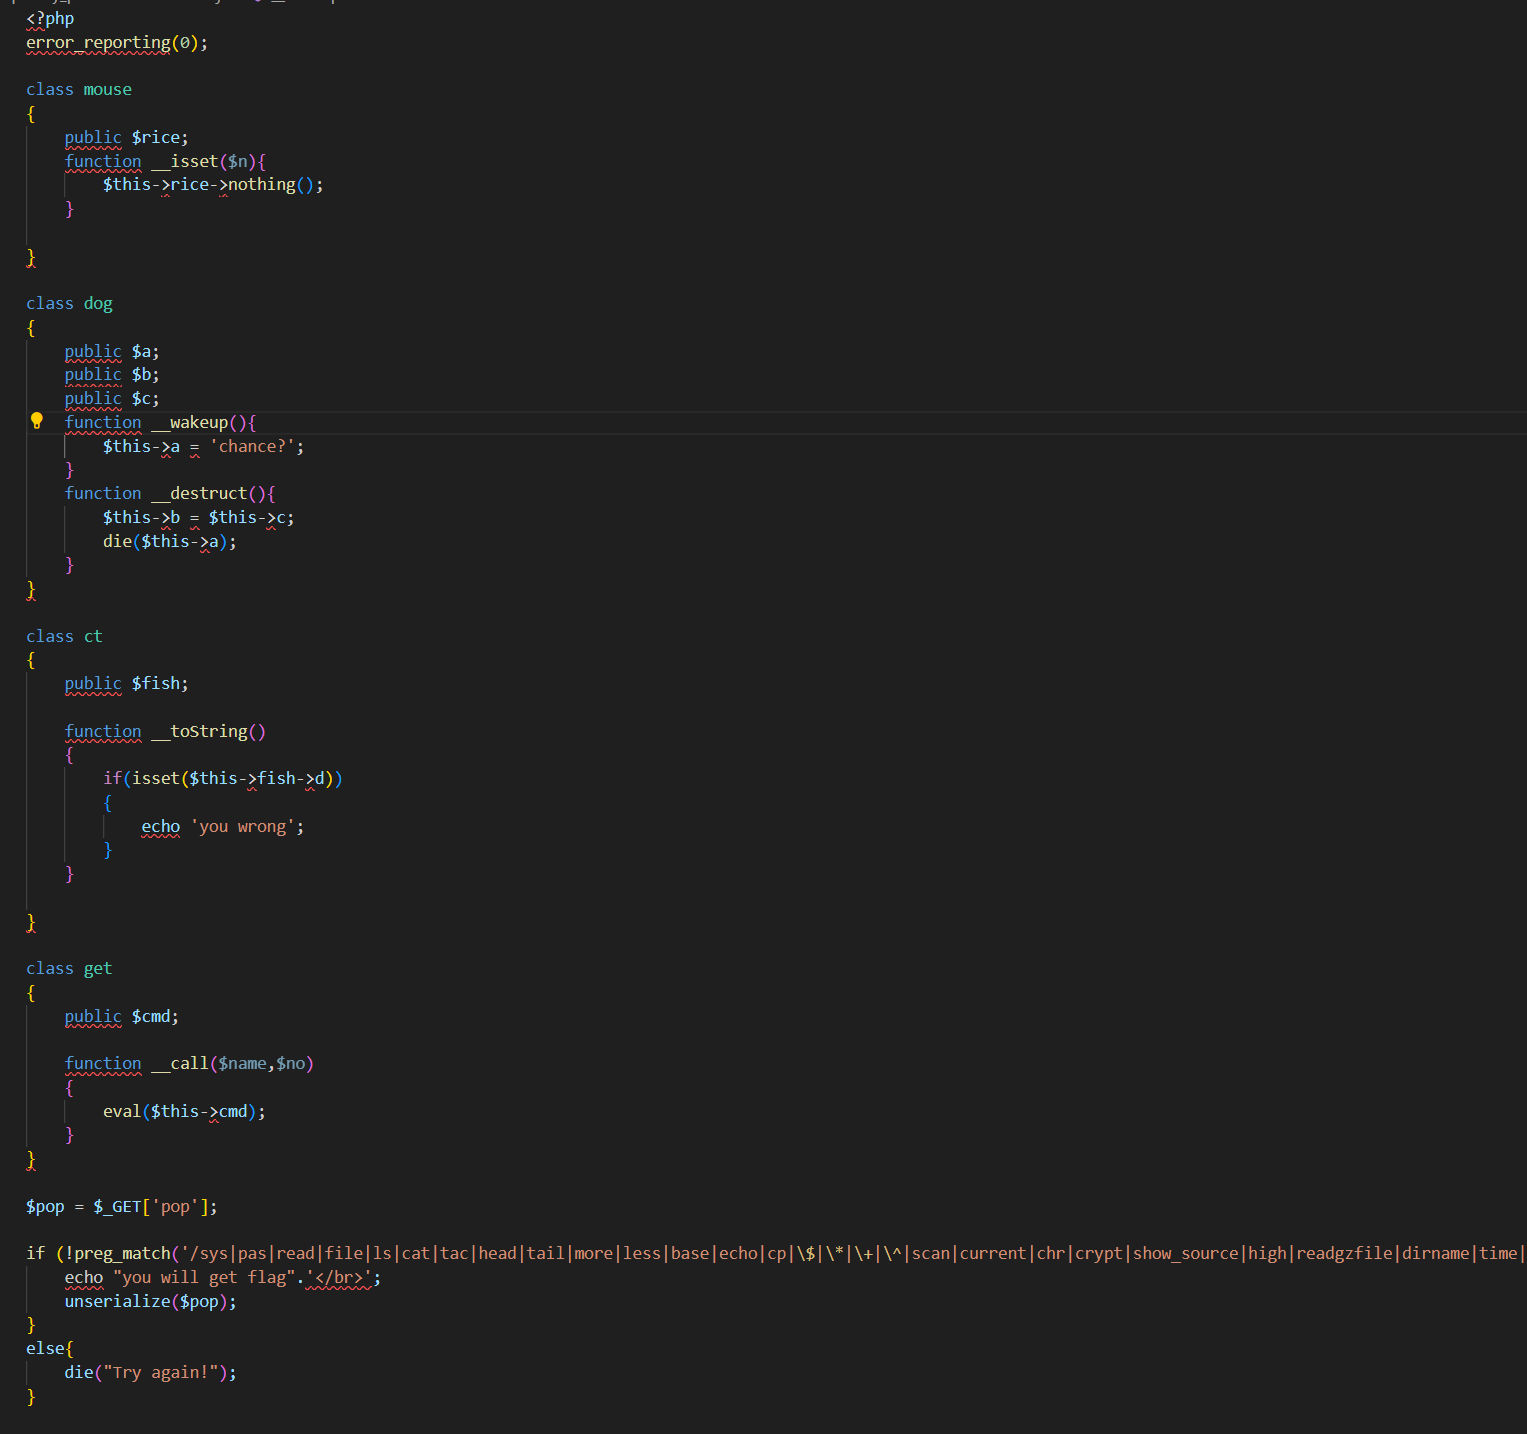 <?php
error_reporting(0);
class mouse
{
    public $rice;
    function __isset($n){
        $this->rice->nothing();
    }
}
class dog
{
    public $a;
    public $b;
    public $c;
    function __wakeup(){
        $this->a = 'chance?';
    }
    function __destruct(){
        $this->b = $this->c;
        die($this->a);
    }
}
class ct
{
    public $fish;
    function __toString()
    {
        if(isset($this->fish->d))
        {
            echo 'you wrong';
        }
    }
}
class get
{
    public $cmd;
    function __call($name,$no)
    {
        eval($this->cmd);
    }
}
$pop = $_GET['pop'];
if (!preg_match('/sys|pas|read|file|ls|cat|tac|head|tail|more|less|base|echo|cp|\$|\*|\+|\^|scan|current|chr|crypt|show_source|high|readgzfile|dirname|time|
    echo "you will get flag".'</br>';
    unserialize($pop);
}
else{
    die("Try again!");
}